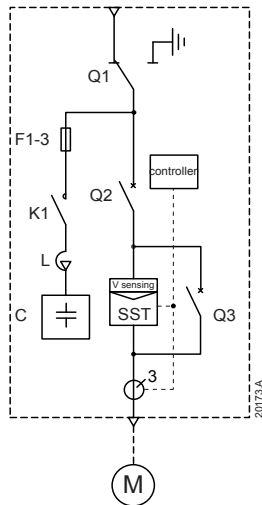 Q1
F1-3
controller
Q2
K1
L
V sensing
C
SST
Q3
3
20173 A
M